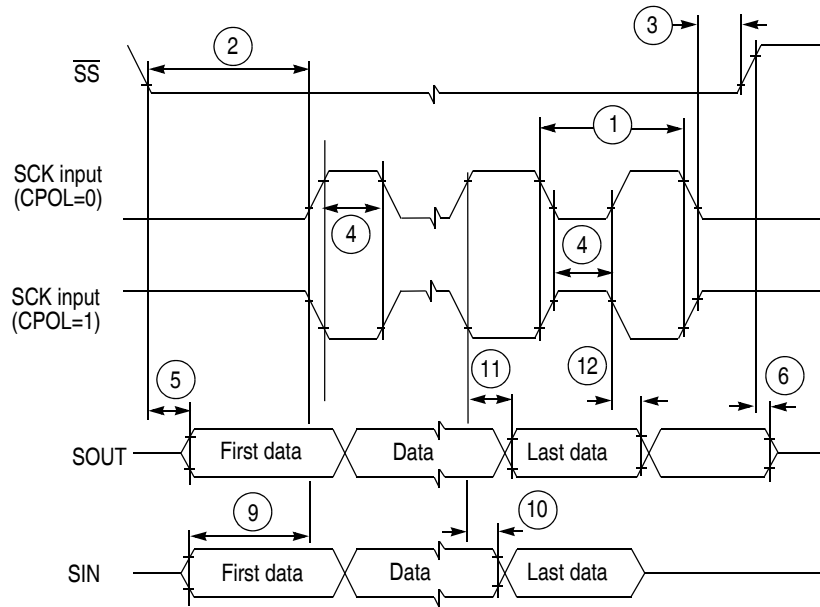 3
2
SS
1
SCK input
(CPOL=0)
4
4
SCK input
(CPOL=1)
5
11
12
6
SOUT
First data
Data
Last data
9
10
SIN
First data
Data
Last data